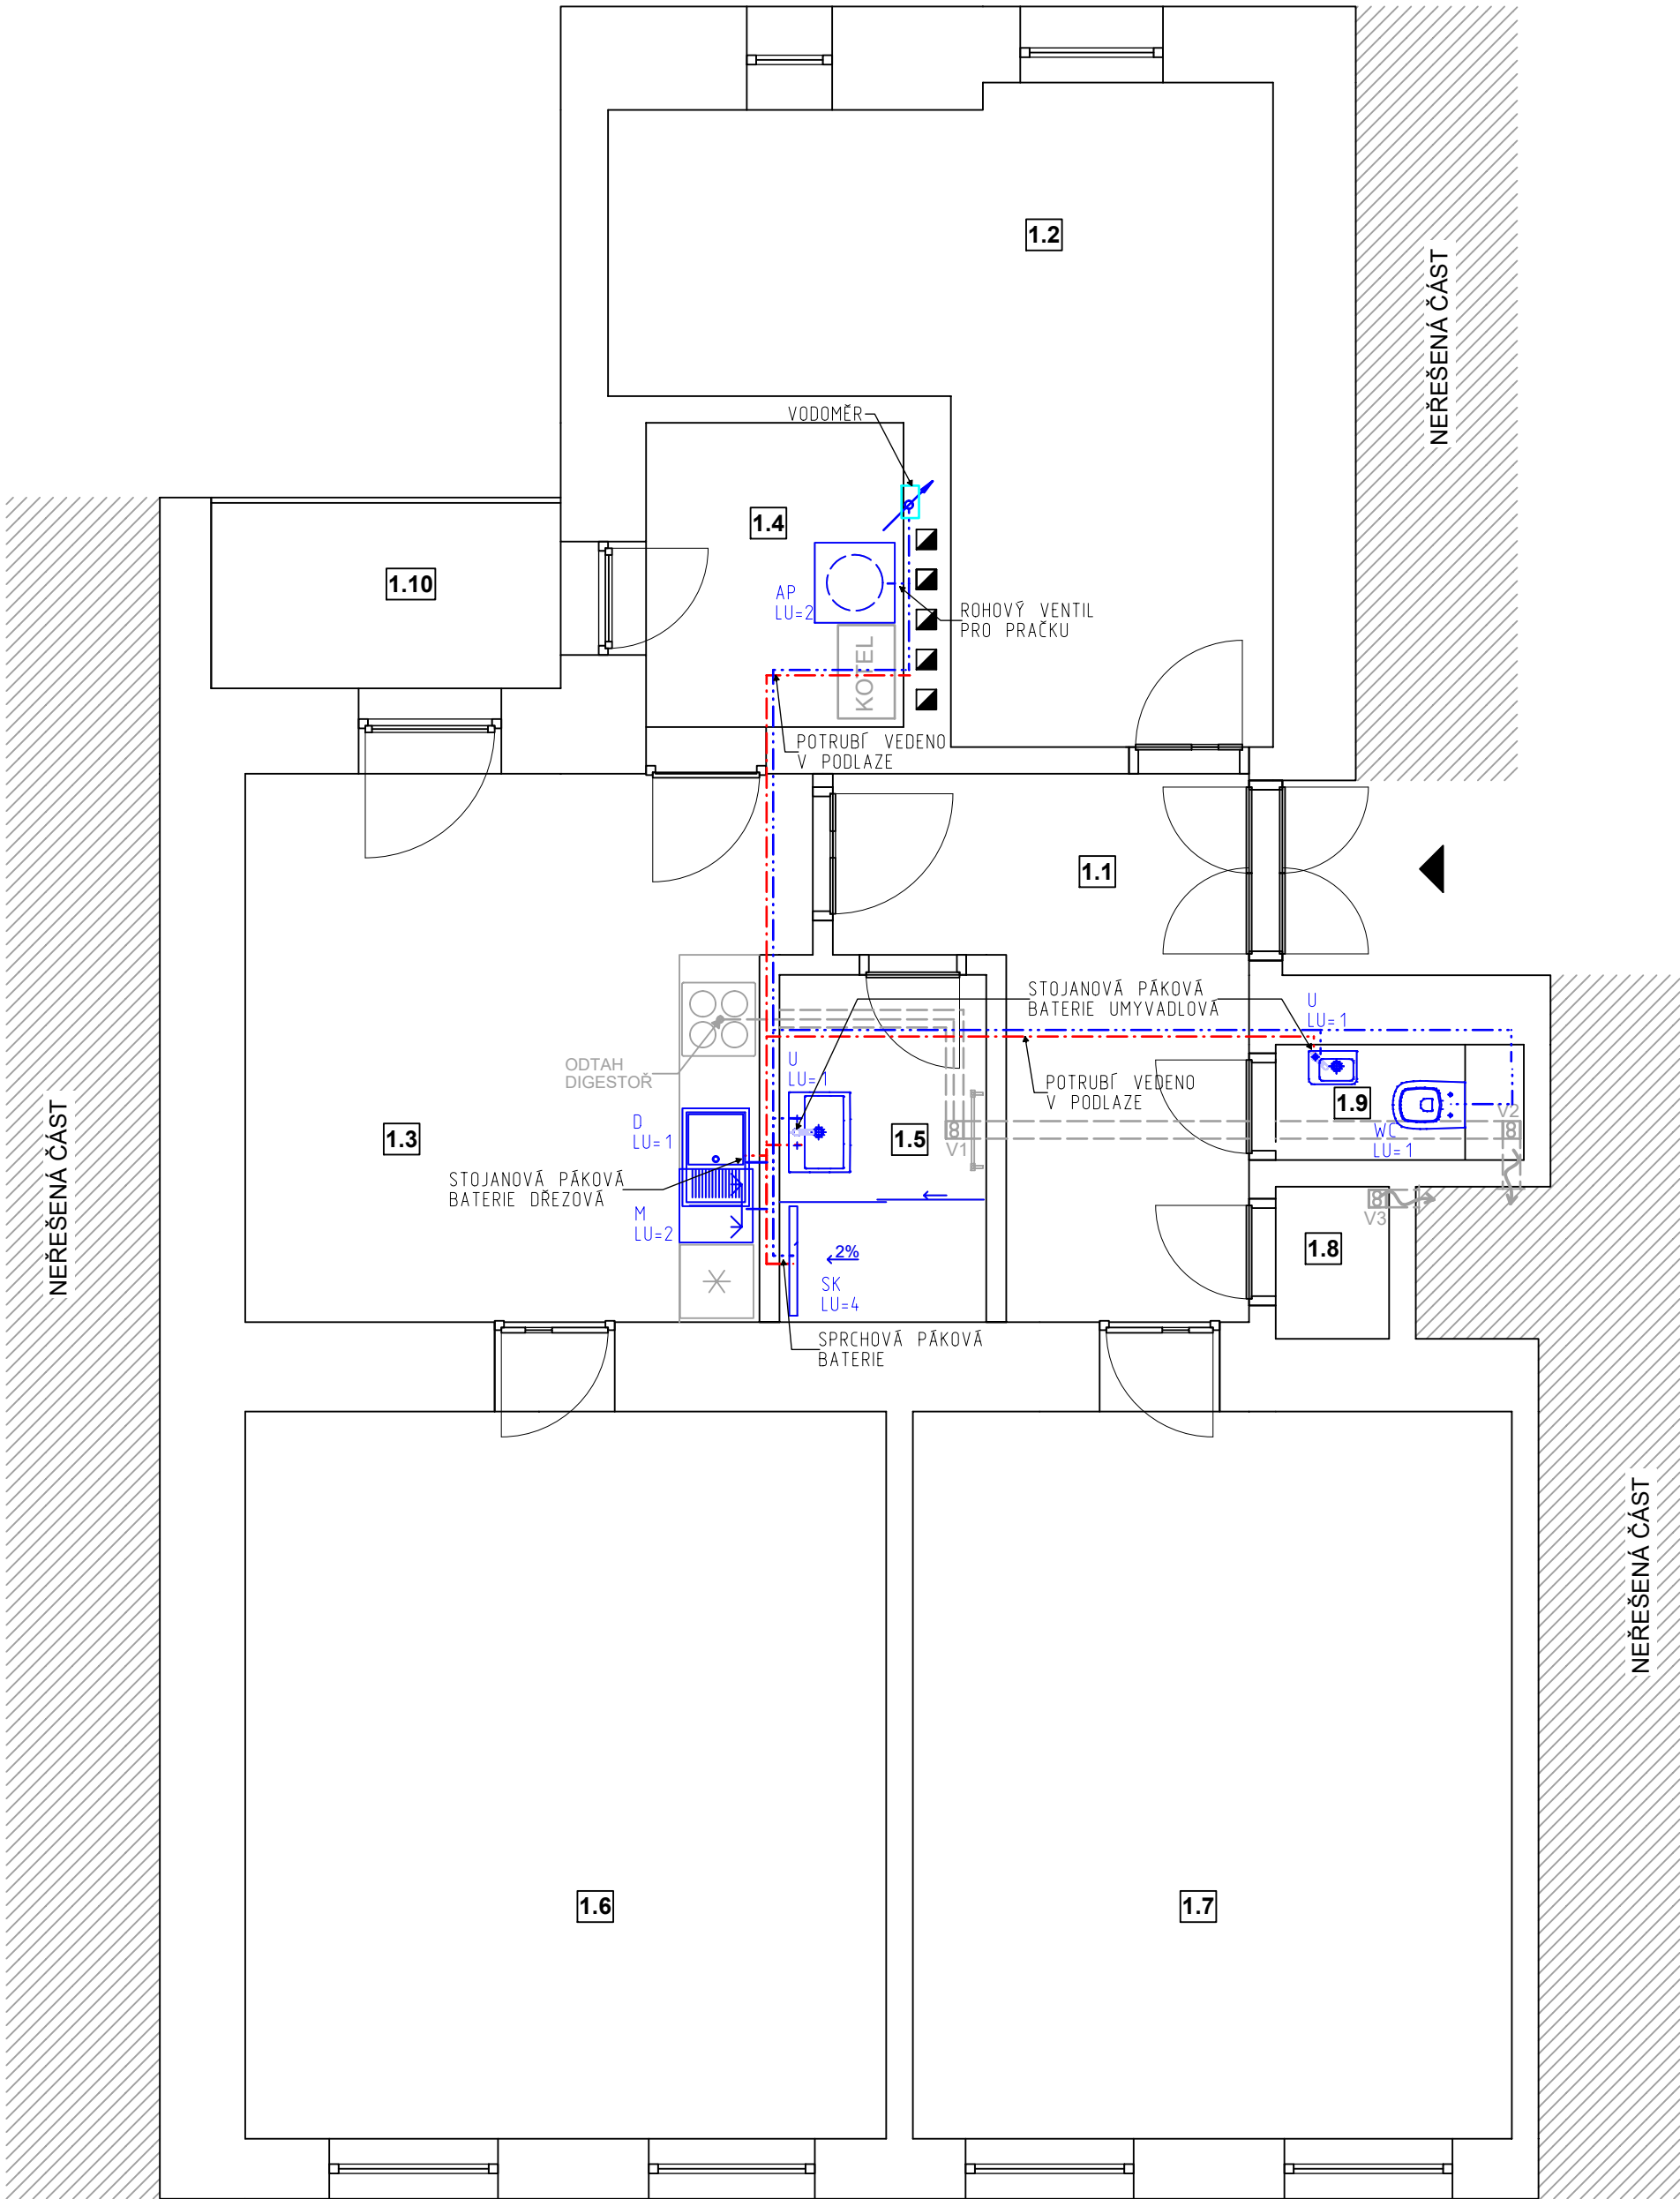 1.2
NEŘEŠENÁ ČÁST
VODOMĚR
1.4
1.10
AP
LU=2
ROHOVÝ VENTIL
PRO PRAČKU
KOTEL
POTRUBÍ VEDENO
V PODLAZE
1.1
STOJANOVÁ PÁKOVÁ
BATERIE UMYVADLOVÁ
U
LU=1
ODTAH
DIGESTOŘ
U
LU=1
POTRUBÍ VEDENO
V PODLAZE
1.9
V2
8
WC
LU=1
D
LU=1
1.3
1.5
8
V1
NEŘEŠENÁ ČÁST
STOJANOVÁ PÁKOVÁ
BATERIE DŘEZOVÁ
M
LU=2
8
V3
1.8
2%
SK
LU=4
SPRCHOVÁ PÁKOVÁ
BATERIE
NEŘEŠENÁ ČÁST
1.6
1.7